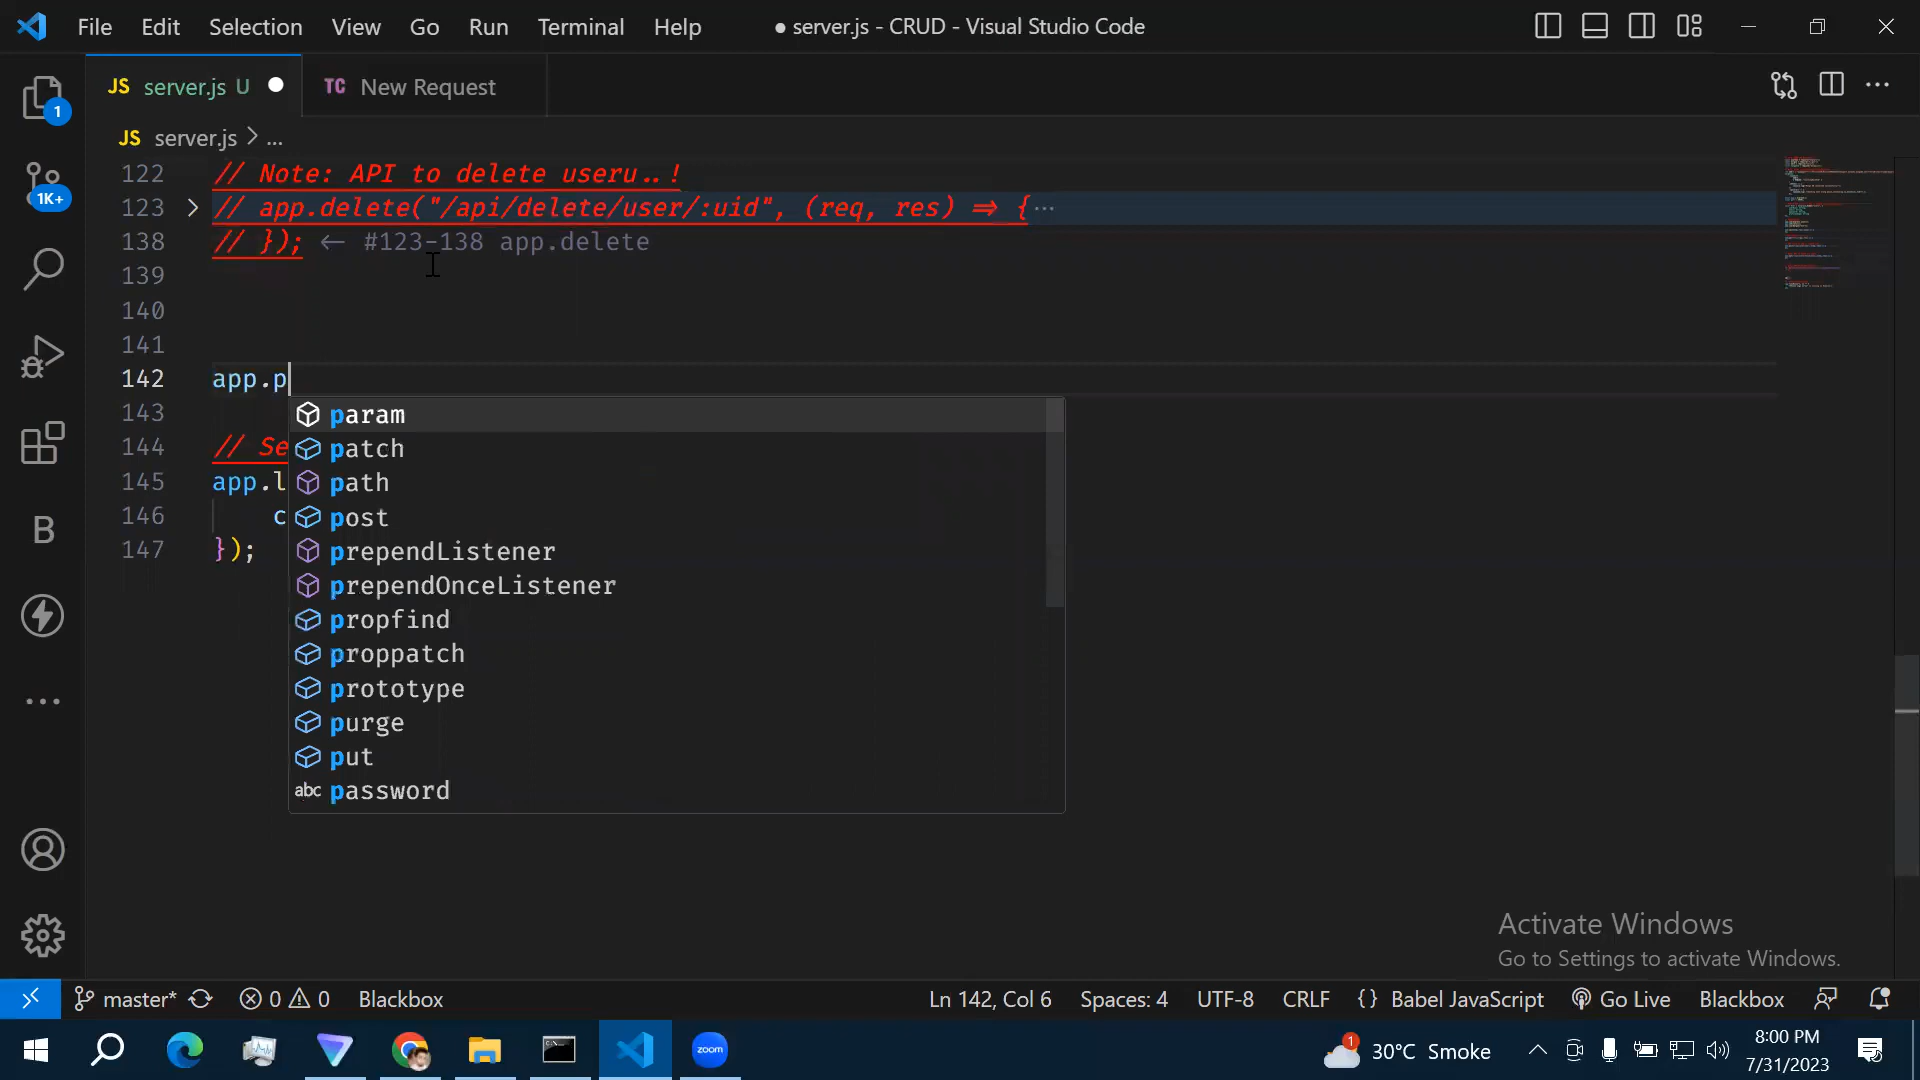 File Edit Selection View Go Run Terminal Help ● server.js - CRUD - Visual Studio Code
JS server.js U ● TC New Request
1
JS server.js > ...
122 // Note: API to delete useru..!
123 // app.delete("/api/delete/user/:uid", (req, res) => {...
138 // }); <- #123-138 app.delete
1K+
139
140
141
142 app.p
143
param
144 // Se
patch
145 app.l
path
146 c
post
147 });
prependListener
prependOnceListener
propfind
proppatch
prototype
purge
put
abc password
B
Activate Windows
Go to Settings to activate Windows.
master* 0 0 Blackbox Ln 142, Col 6 Spaces: 4 UTF-8 CRLF {} Babel JavaScript Go Live Blackbox
zoom
1 30°C Smoke
8:00 PM
7/31/2023